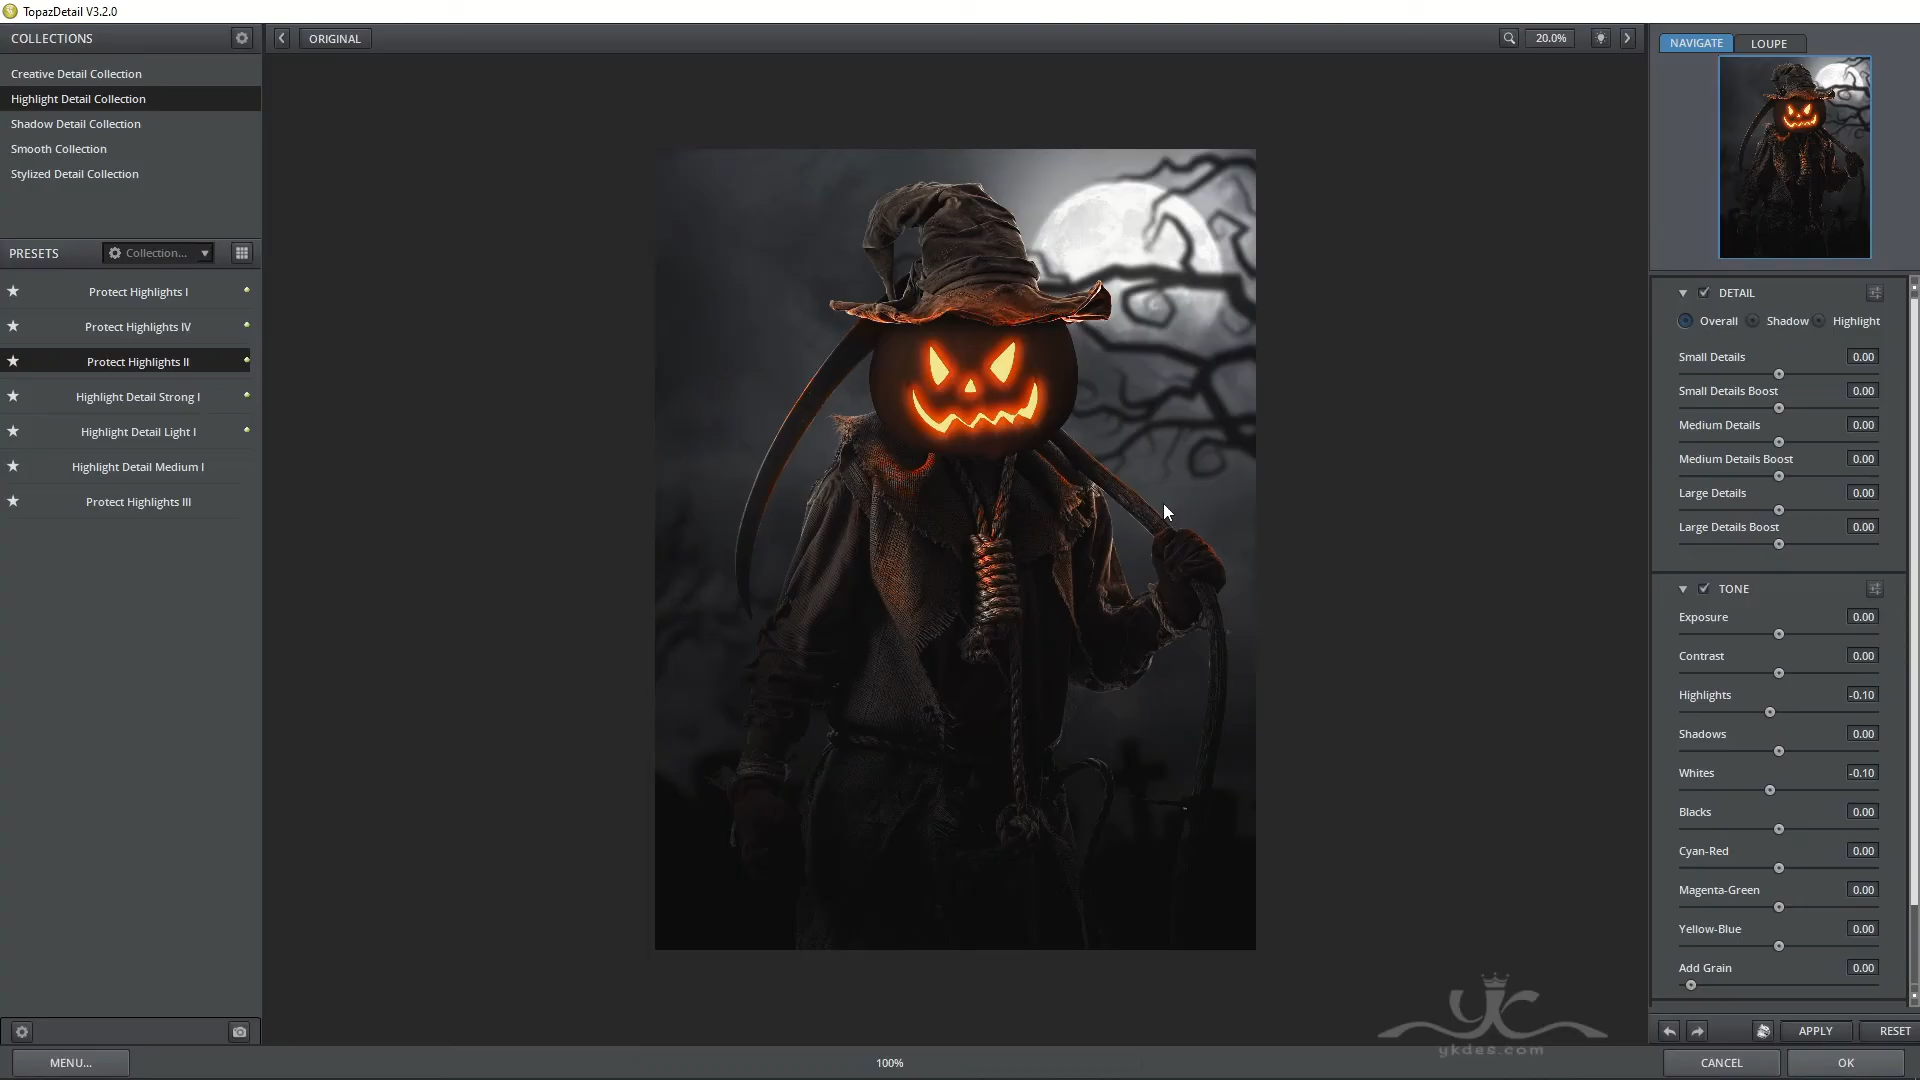 TopazDetail V3.2.0
COLLECTIONS
Creative Detail Collection
Highlight Detail Collection
Shadow Detail Collection
Smooth Collection
Stylized Detail Collection
PRESETS
Collection...
Protect Highlights I
Protect Highlights IV
Protect Highlights II
Highlight Detail Strong I
Highlight Detail Light I
Highlight Detail Medium I
Protect Highlights III
MENU...
ORIGINAL
20.0%
100%
yc
ykdes.com
NAVIGATE LOUPE
DETAIL
Overall Shadow Highlight
Small Details 0.00
Small Details Boost 0.00
Medium Details 0.00
Medium Details Boost 0.00
Large Details 0.00
Large Details Boost 0.00
TONE
Exposure 0.00
Contrast 0.00
Highlights -0.10
Shadows 0.00
Whites -0.10
Blacks 0.00
Cyan-Red 0.00
Magenta-Green 0.00
Yellow-Blue 0.00
Add Grain 0.00
APPLY RESET
CANCEL OK